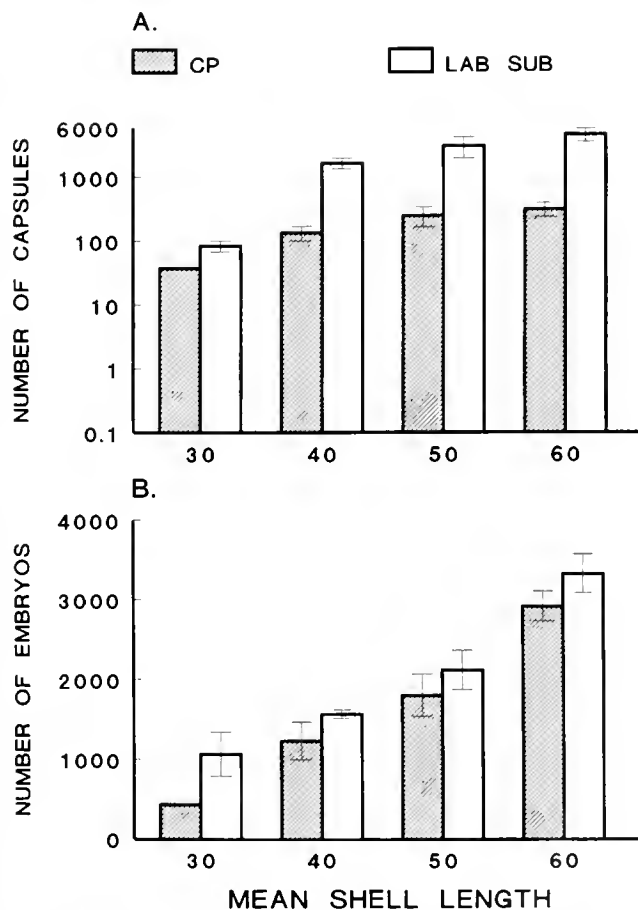 A.
CP
LAB SUB
NUMBER OF CAPSULES
6000
1000
100
10
1
0.1
30 40 50 60
B.
NUMBER OF EMBRYOS
4000
3000
2000
1000
0
30 40 50 60
MEAN SHELL LENGTH